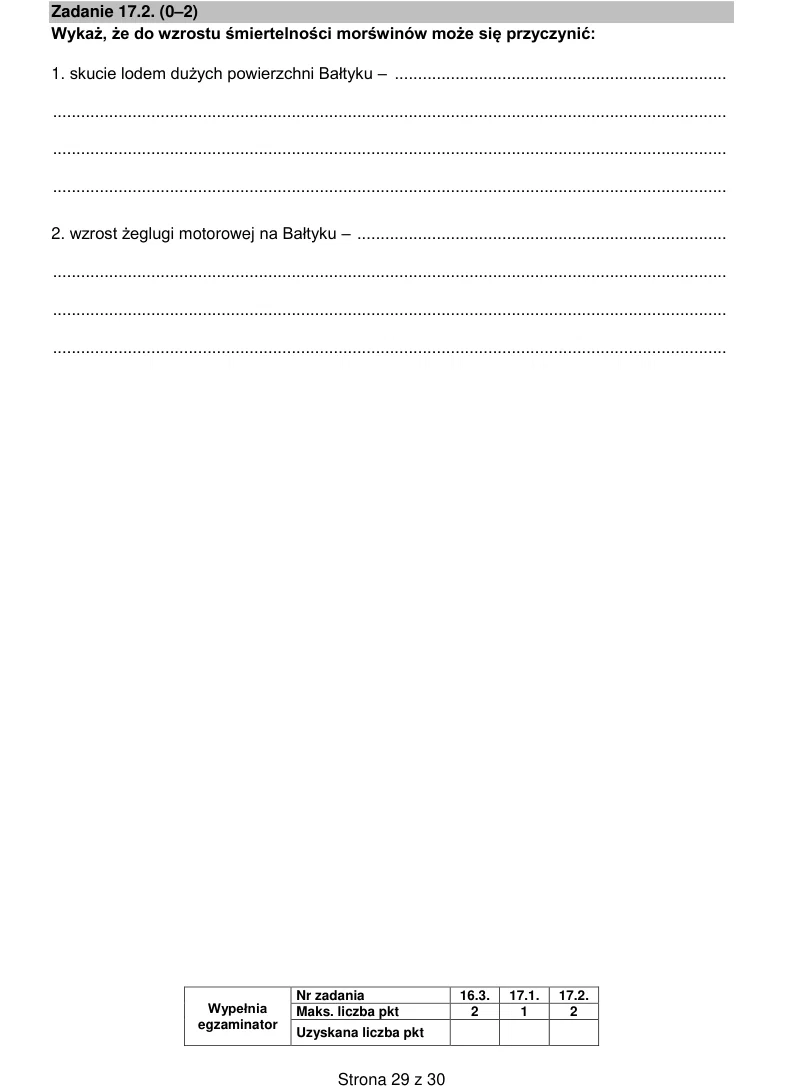 Zadanie 17.2. (0–2)
Wykaż, że do wzrostu śmiertelności morświnów może się przyczynić:
1. skucie lodem dużych powierzchni Bałtyku – ........................................................................
..................................................................................................................................................
..................................................................................................................................................
..................................................................................................................................................
2. wzrost żeglugi motorowej na Bałtyku – ................................................................................
..................................................................................................................................................
..................................................................................................................................................
..................................................................................................................................................
Wypełnia egzaminator
Nr zadania 16.3. 17.1. 17.2.
Maks. liczba pkt 2 1 2
Uzyskana liczba pkt
Strona 29 z 30